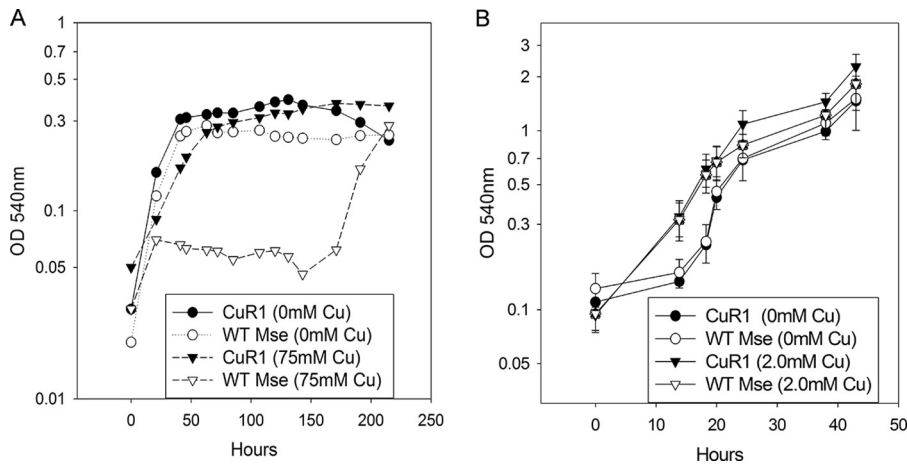 A
OD 540nm
1
0.7
0.5
0.3
0.1
0.05
0.01
CuR1 (0mM Cu)
WT Mse (0mM Cu)
CuR1 (75mM Cu)
WT Mse (75mM Cu)
0 50 100 150 200 250
Hours
B
OD 540nm
3
2
1
0.7
0.5
0.3
0.1
0.05
CuR1 (0mM Cu)
WT Mse (0mM Cu)
CuR1 (2.0mM Cu)
WT Mse (2.0mM Cu)
0 10 20 30 40 50
Hours